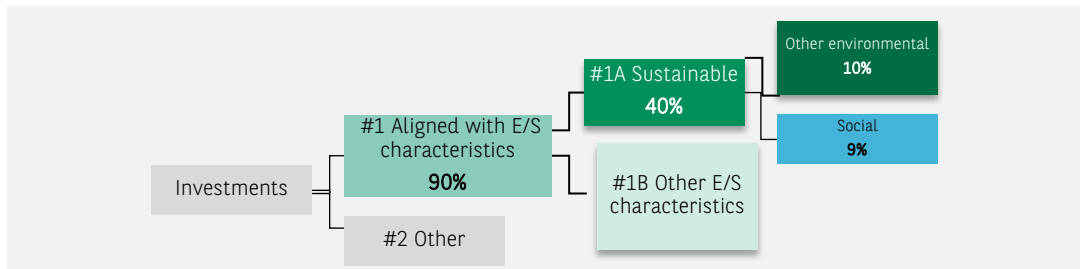 Investments
#1 Aligned with E/S
characteristics
90%
#2 Other
#1A Sustainable
40%
#1B Other E/S
characteristics
Other environmental
10%
Social
9%